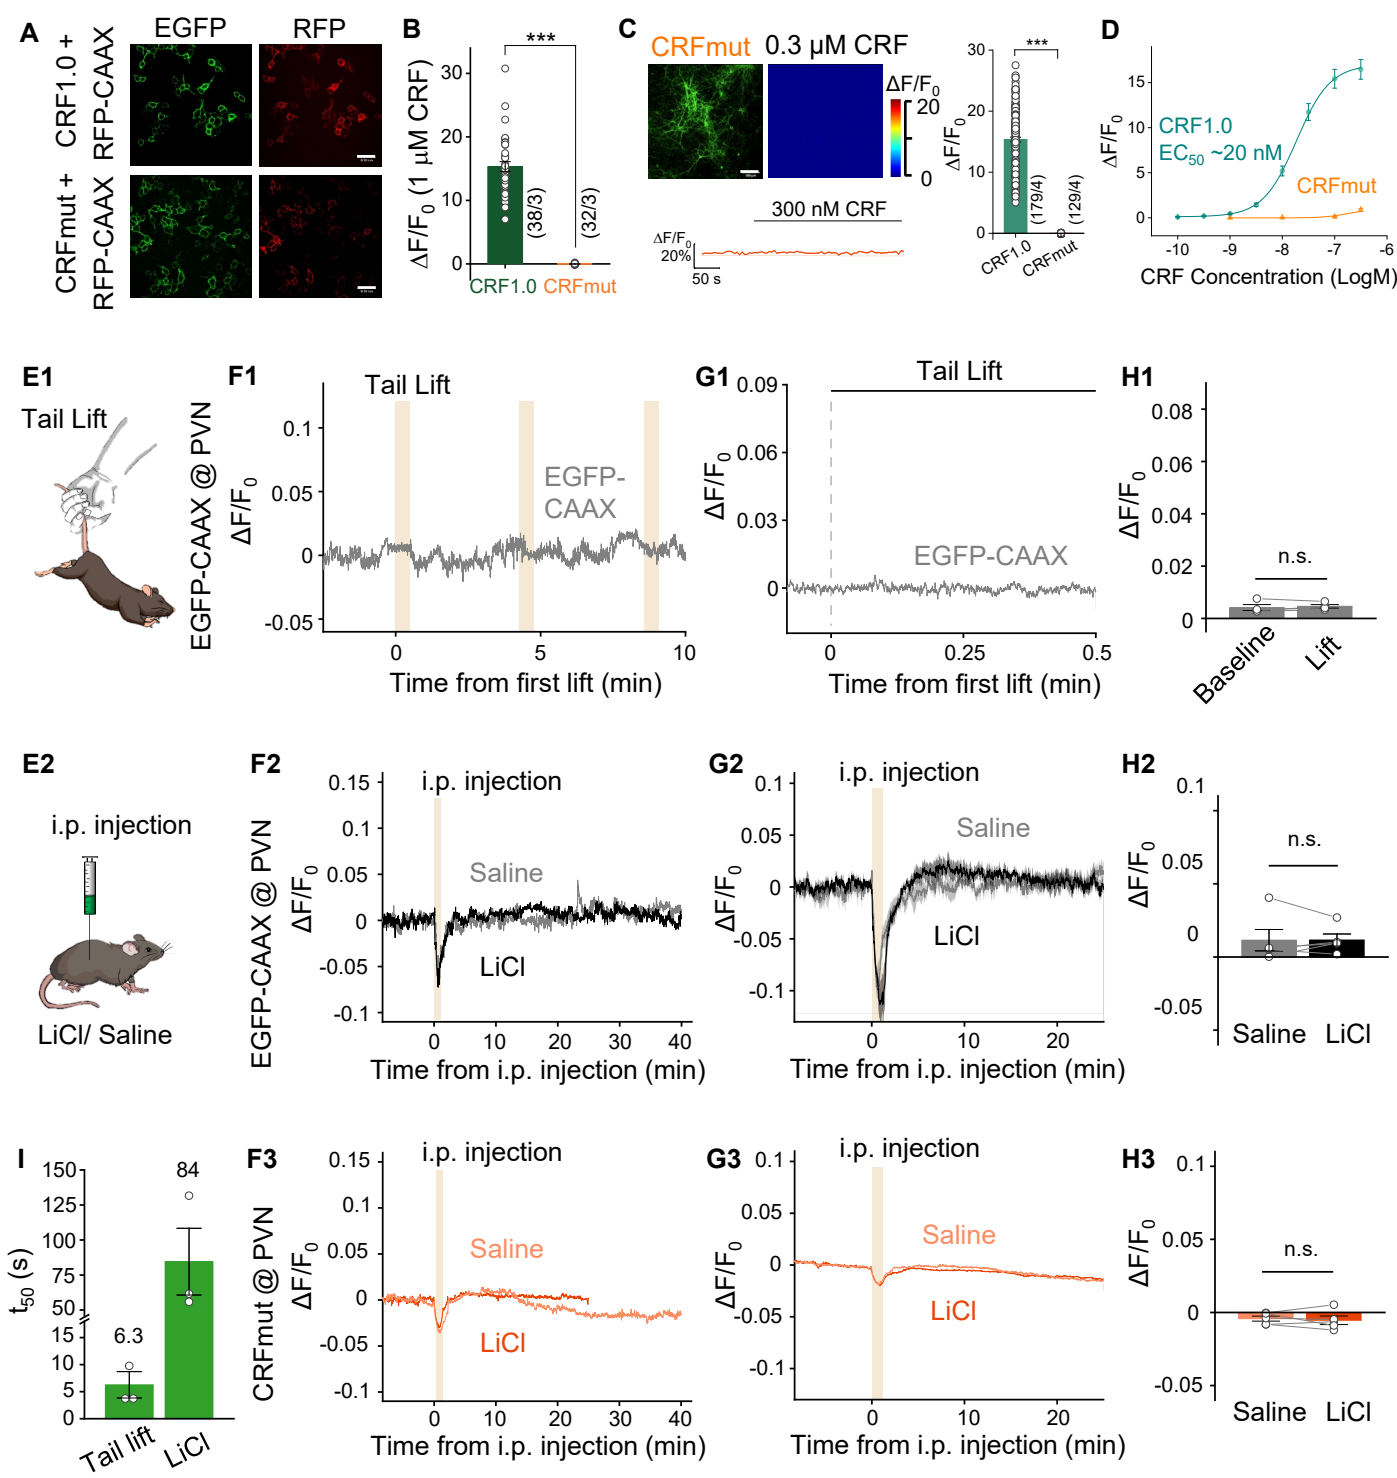 A
CRF1.0 +
RFP-CAAX
CRFmut +
RFP-CAAX
EGFP
RFP
B
***
ΔF/F0 (1 μM CRF)
30
20
10
0
(38/3)
(32/3)
CRF1.0
CRFmut
C
CRFmut
0.3 μM CRF
ΔF/F0
20
0
300 nM CRF
ΔF/F0
20%
50 s
***
ΔF/F0
30
20
10
0
(179/4)
(129/4)
CRF1.0
CRFmut
D
ΔF/F0
15
10
5
0
CRF1.0
EC50 ~20 nM
CRFmut
-10
-9
-8
-7
-6
CRF Concentration (LogM)
E1
Tail Lift
EGFP-CAAX @ PVN
F1
Tail Lift
ΔF/F0
0.1
0.05
0
-0.05
EGFP-
CAAX
0
5
10
Time from first lift (min)
G1
Tail Lift
ΔF/F0
0.09
0.06
0.03
0
EGFP-CAAX
0
0.25
0.5
Time from first lift (min)
H1
ΔF/F0
0.08
0.06
0.04
0.02
0
n.s.
Baseline
Lift
E2
i.p. injection
LiCl/ Saline
EGFP-CAAX @ PVN
F2
i.p. injection
ΔF/F0
0.15
0.1
0.05
0
-0.05
-0.1
Saline
LiCl
0
10
20
30
40
Time from i.p. injection (min)
G2
i.p. injection
ΔF/F0
0.1
0.05
0
-0.05
-0.1
Saline
LiCl
0
10
20
Time from i.p. injection (min)
H2
ΔF/F0
0.1
0.05
0
-0.05
n.s.
Saline
LiCl
I
t50 (s)
150
125
100
75
50
15
10
5
0
6.3
84
Tail lift
LiCl
CRFmut @ PVN
F3
i.p. injection
ΔF/F0
0.15
0.1
0.05
0
-0.05
-0.1
Saline
LiCl
0
10
20
30
40
Time from i.p. injection (min)
G3
i.p. injection
ΔF/F0
0.1
0.05
0
-0.05
-0.1
Saline
LiCl
0
10
20
Time from i.p. injection (min)
H3
ΔF/F0
0.1
0
-0.05
n.s.
Saline
LiCl